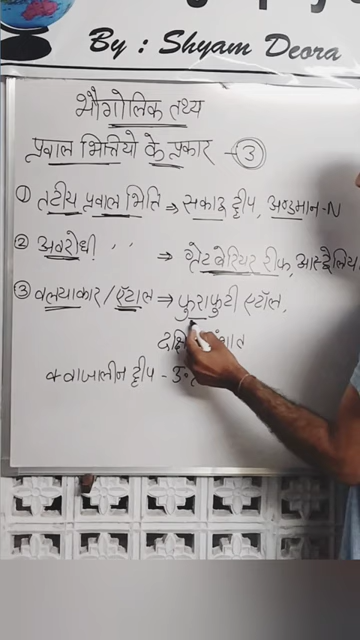 By : Shyam Deora
भौगोलिक तथ्य
प्रवाल भित्तियो के प्रकार - ③
① तटीय प्रवाल भिति ⇒ सकाऊ द्वीप, अण्डमान-N
② अवरोधी ,, ⇒ ग्रेट बेरियर रीफ, आस्ट्रेलिय
③ वलयाकार/एटाल ⇒ फुराफुटी स्टॉल,
क्वाजालीन द्वीप -